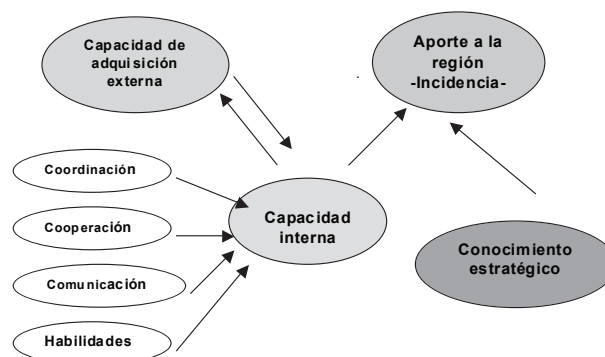 Capacidad de
adquisición
externa
Aporte a la
región
-Incidencia-
Coordinación
Cooperación
Comunicación
Habilidades
Capacidad
interna
Conocimiento
estratégico